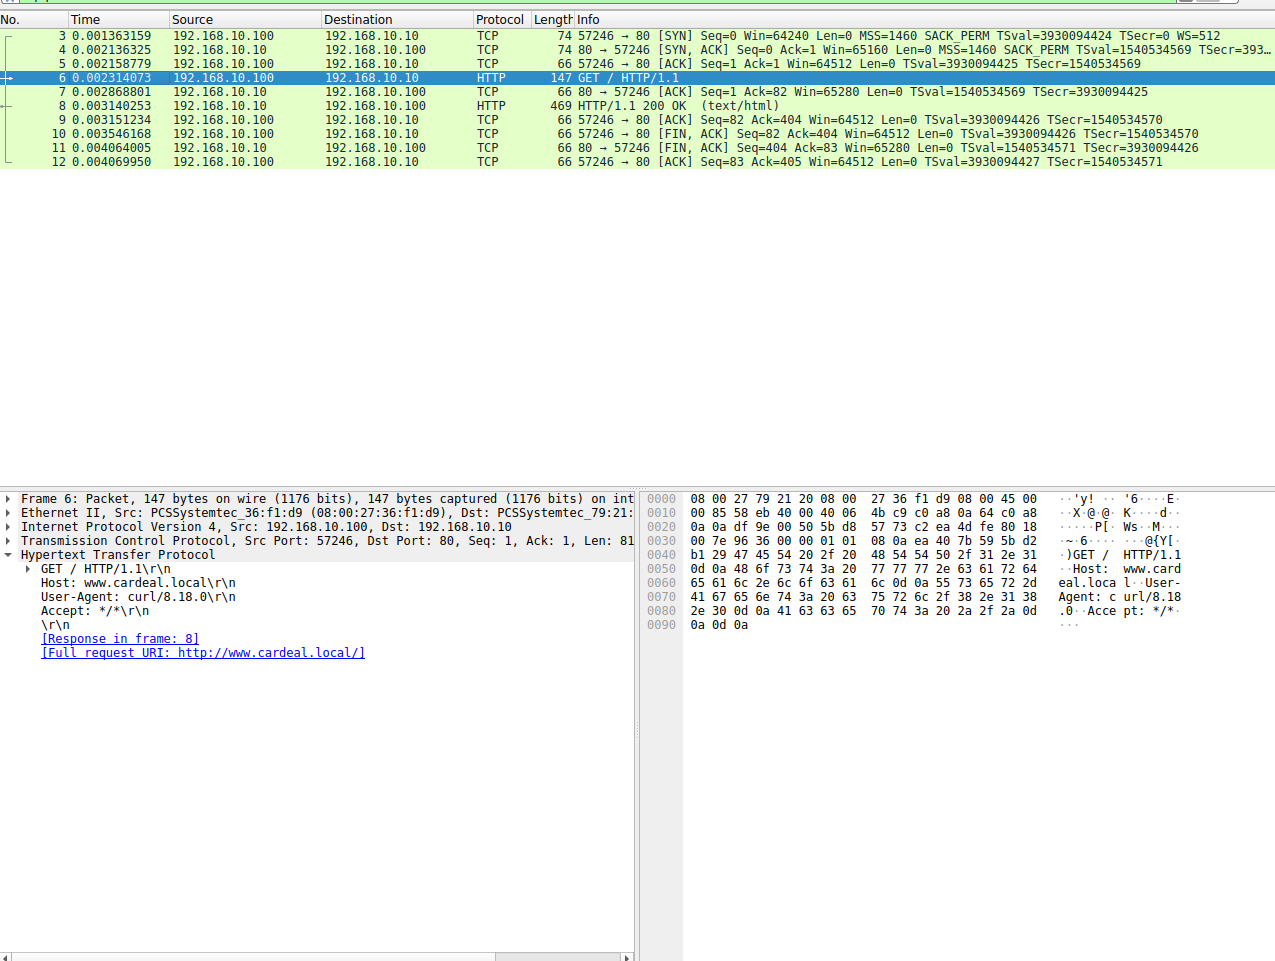 No. Time Source Destination Protocol Length Info
3 0.001363159 192.168.10.100 192.168.10.10 TCP 74 57246 → 80 [SYN] Seq=0 Win=64240 Len=0 MSS=1460 SACK_PERM TSval=3930094424 TSecr=0 WS=512
4 0.002136325 192.168.10.10 192.168.10.100 TCP 74 80 → 57246 [SYN, ACK] Seq=0 Ack=1 Win=65160 Len=0 MSS=1460 SACK_PERM TSval=1540534569 TSecr=393…
5 0.002158779 192.168.10.100 192.168.10.10 TCP 66 57246 → 80 [ACK] Seq=1 Ack=1 Win=64512 Len=0 TSval=3930094425 TSecr=1540534569
6 0.002314073 192.168.10.100 192.168.10.10 HTTP 147 GET / HTTP/1.1
7 0.002868801 192.168.10.10 192.168.10.100 TCP 66 80 → 57246 [ACK] Seq=1 Ack=82 Win=65280 Len=0 TSval=1540534569 TSecr=3930094425
8 0.003140253 192.168.10.10 192.168.10.100 HTTP 469 HTTP/1.1 200 OK  (text/html)
9 0.003151234 192.168.10.100 192.168.10.10 TCP 66 57246 → 80 [ACK] Seq=82 Ack=404 Win=64512 Len=0 TSval=3930094426 TSecr=1540534570
10 0.003546168 192.168.10.100 192.168.10.10 TCP 66 57246 → 80 [FIN, ACK] Seq=82 Ack=404 Win=64512 Len=0 TSval=3930094426 TSecr=1540534570
11 0.004064005 192.168.10.10 192.168.10.100 TCP 66 80 → 57246 [FIN, ACK] Seq=404 Ack=83 Win=65280 Len=0 TSval=1540534571 TSecr=3930094426
12 0.004069950 192.168.10.100 192.168.10.10 TCP 66 57246 → 80 [ACK] Seq=83 Ack=405 Win=64512 Len=0 TSval=3930094427 TSecr=1540534571
Frame 6: Packet, 147 bytes on wire (1176 bits), 147 bytes captured (1176 bits) on int
Ethernet II, Src: PCSSystemtec_36:f1:d9 (08:00:27:36:f1:d9), Dst: PCSSystemtec_79:21:
Internet Protocol Version 4, Src: 192.168.10.100, Dst: 192.168.10.10
Transmission Control Protocol, Src Port: 57246, Dst Port: 80, Seq: 1, Ack: 1, Len: 81
Hypertext Transfer Protocol
GET / HTTP/1.1\r\n
Host: www.cardeal.local\r\n
User-Agent: curl/8.18.0\r\n
Accept: */*\r\n
\r\n
[Response in frame: 8]
[Full request URI: http://www.cardeal.local/]
0000 08 00 27 79 21 20 08 00 27 36 f1 d9 08 00 45 00 ··'y! ·· '6····E·
0010 00 85 58 eb 40 00 40 06 4b c9 c0 a8 0a 64 c0 a8 ··X·@·@· K····d··
0020 0a 0a df 9e 00 50 5b d8 57 73 c2 ea 4d fe 80 18 ·····P[· Ws··M···
0030 00 7e 96 36 00 00 01 01 08 0a ea 40 7b 59 5b d2 ·~·6···· ···@{Y[·
0040 b1 29 47 45 54 20 2f 20 48 54 54 50 2f 31 2e 31 ·)GET / HTTP/1.1
0050 0d 0a 48 6f 73 74 3a 20 77 77 77 2e 63 61 72 64 ··Host: www.card
0060 65 61 6c 2e 6c 6f 63 61 6c 0d 0a 55 73 65 72 2d eal.loca l··User-
0070 41 67 65 6e 74 3a 20 63 75 72 6c 2f 38 2e 31 38 Agent: c url/8.18
0080 2e 30 0d 0a 41 63 63 65 70 74 3a 20 2a 2f 2a 0d .0··Acce pt: */*·
0090 0a 0d 0a ···